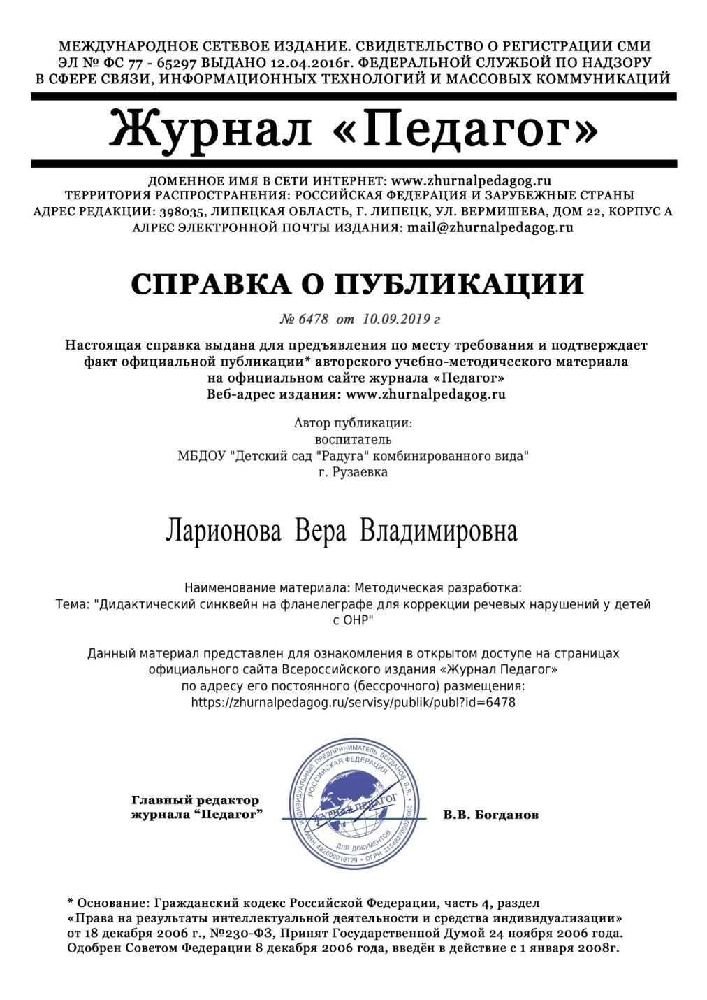 МЕЖДУНАРОДНОЕ СЕТЕВОЕ ИЗДАНИЕ. СВИДЕТЕЛЬСТВО О РЕГИСТРАЦИИ СМИ
ЭЛ № ФС 77 - 65297 ВЫДАНО 12.04.2016г. ФЕДЕРАЛЬНОЙ СЛУЖБОЙ ПО НАДЗОРУ
В СФЕРЕ СВЯЗИ, ИНФОРМАЦИОННЫХ ТЕХНОЛОГИЙ И МАССОВЫХ КОММУНИКАЦИЙ
Журнал «Педагог»
ДОМЕННОЕ ИМЯ В СЕТИ ИНТЕРНЕТ: www.zhurnalpedagog.ru
ТЕРРИТОРИЯ РАСПРОСТРАНЕНИЯ: РОССИЙСКАЯ ФЕДЕРАЦИЯ И ЗАРУБЕЖНЫЕ СТРАНЫ
АДРЕС РЕДАКЦИИ: 398035, ЛИПЕЦКАЯ ОБЛАСТЬ, Г. ЛИПЕЦК, УЛ. ВЕРМИШЕВА, ДОМ 22, КОРПУС А
АЛРЕС ЭЛЕКТРОННОЙ ПОЧТЫ ИЗДАНИЯ: mail@zhurnalpedagog.ru
СПРАВКА О ПУБЛИКАЦИИ
№ 6478 от 10.09.2019 г
Настоящая справка выдана для предъявления по месту требования и подтверждает
факт официальной публикации* авторского учебно-методического материала
на официальном сайте журнала «Педагог»
Веб-адрес издания: www.zhurnalpedagog.ru
Автор публикации:
воспитатель
МБДОУ "Детский сад "Радуга" комбинированного вида"
г. Рузаевка
Ларионова Вера Владимировна
Наименование материала: Методическая разработка:
Тема: "Дидактический синквейн на фланелеграфе для коррекции речевых нарушений у детей
с ОНР"
Данный материал представлен для ознакомления в открытом доступе на страницах
официального сайта Всероссийского издания «Журнал Педагог»
по адресу его постоянного (бессрочного) размещения:
https://zhurnalpedagog.ru/servisy/publik/publ?id=6478
ИНДИВИДУАЛЬНЫЙ ПРЕДПРИНИМАТЕЛЬ БОГДАНОВ В.В.
РОССИЙСКАЯ ФЕДЕРАЦИЯ
ЖУРНАЛ ПЕДАГОГ
ДЛЯ ДОКУМЕНТОВ
ИНН 482600019129 • ОГРН 315482700026060
Главный редактор
журнала “Педагог”
В.В. Богданов
* Основание: Гражданский кодекс Российской Федерации, часть 4, раздел
«Права на результаты интеллектуальной деятельности и средства индивидуализации»
от 18 декабря 2006 г., №230-ФЗ, Принят Государственной Думой 24 ноября 2006 года.
Одобрен Советом Федерации 8 декабря 2006 года, введён в действие с 1 января 2008г.